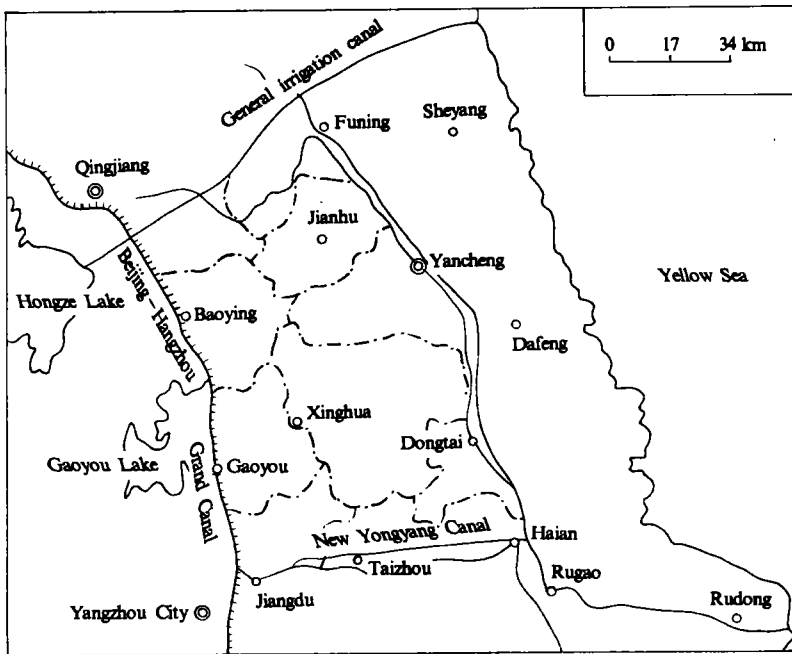 0 17 34 km
General irrigation canal
Funing
Sheyang
Qingjiang
Jianhu
Yancheng
Yellow Sea
Hongze Lake
Beijing-Hangzhou
Baoying
Dafeng
Xinghua
Dongtai
Gaoyou Lake
Gaoyou
Grand Canal
New Yongyang Canal
Haian
Taizhou
Jiangdu
Rugao
Yangzhou City
Rudong